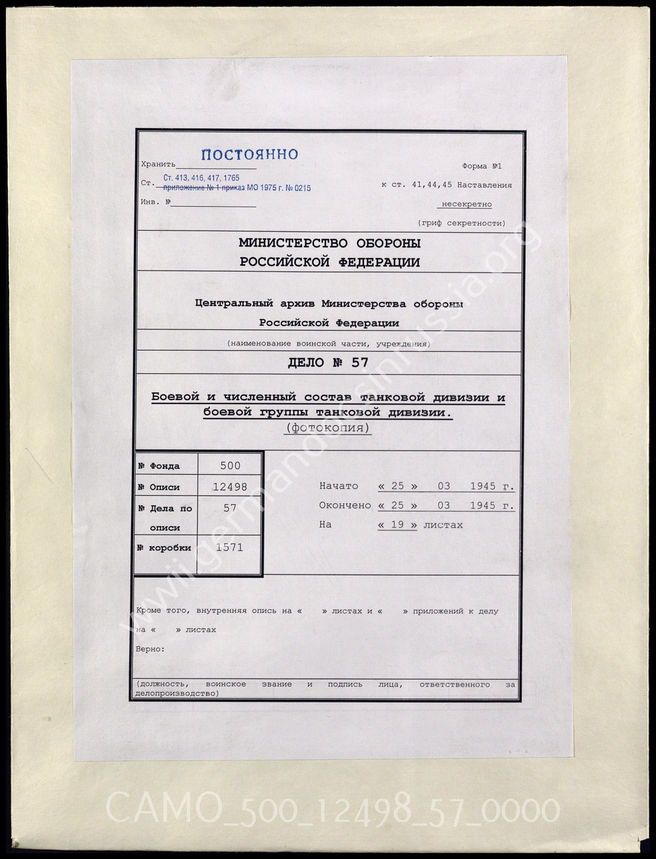 ПОСТОЯННО
Хранить
Форма №1
Ст. 413, 416, 417, 1765
Ст. приложение № 1 приказ МО 1975 г. № 0215
к ст. 41,44,45 Наставления
Инв. №
несекретно
(гриф секретности)
МИНИСТЕРСТВО ОБОРОНЫ
РОССИЙСКОЙ ФЕДЕРАЦИИ
Центральный архив Министерства обороны
Российской Федерации
(наименование воинской части, учреждения)
ДЕЛО № 57
Боевой и численный состав танковой дивизии и
боевой группы танковой дивизии.
(фотокопия)
№ Фонда 500
№ Описи 12498
№ Дела по описи 57
№ коробки 1571
Начато « 25 » 03 1945 г.
Окончено « 25 » 03 1945 г.
На « 19 » листах
Кроме того, внутренняя опись на « » листах и « » приложений к делу
на « » листах
Верно:
(должность, воинское звание и подпись лица, ответственного за
делопроизводство)
wwii.germandocsinrussia.org
CAMO_500_12498_57_0000